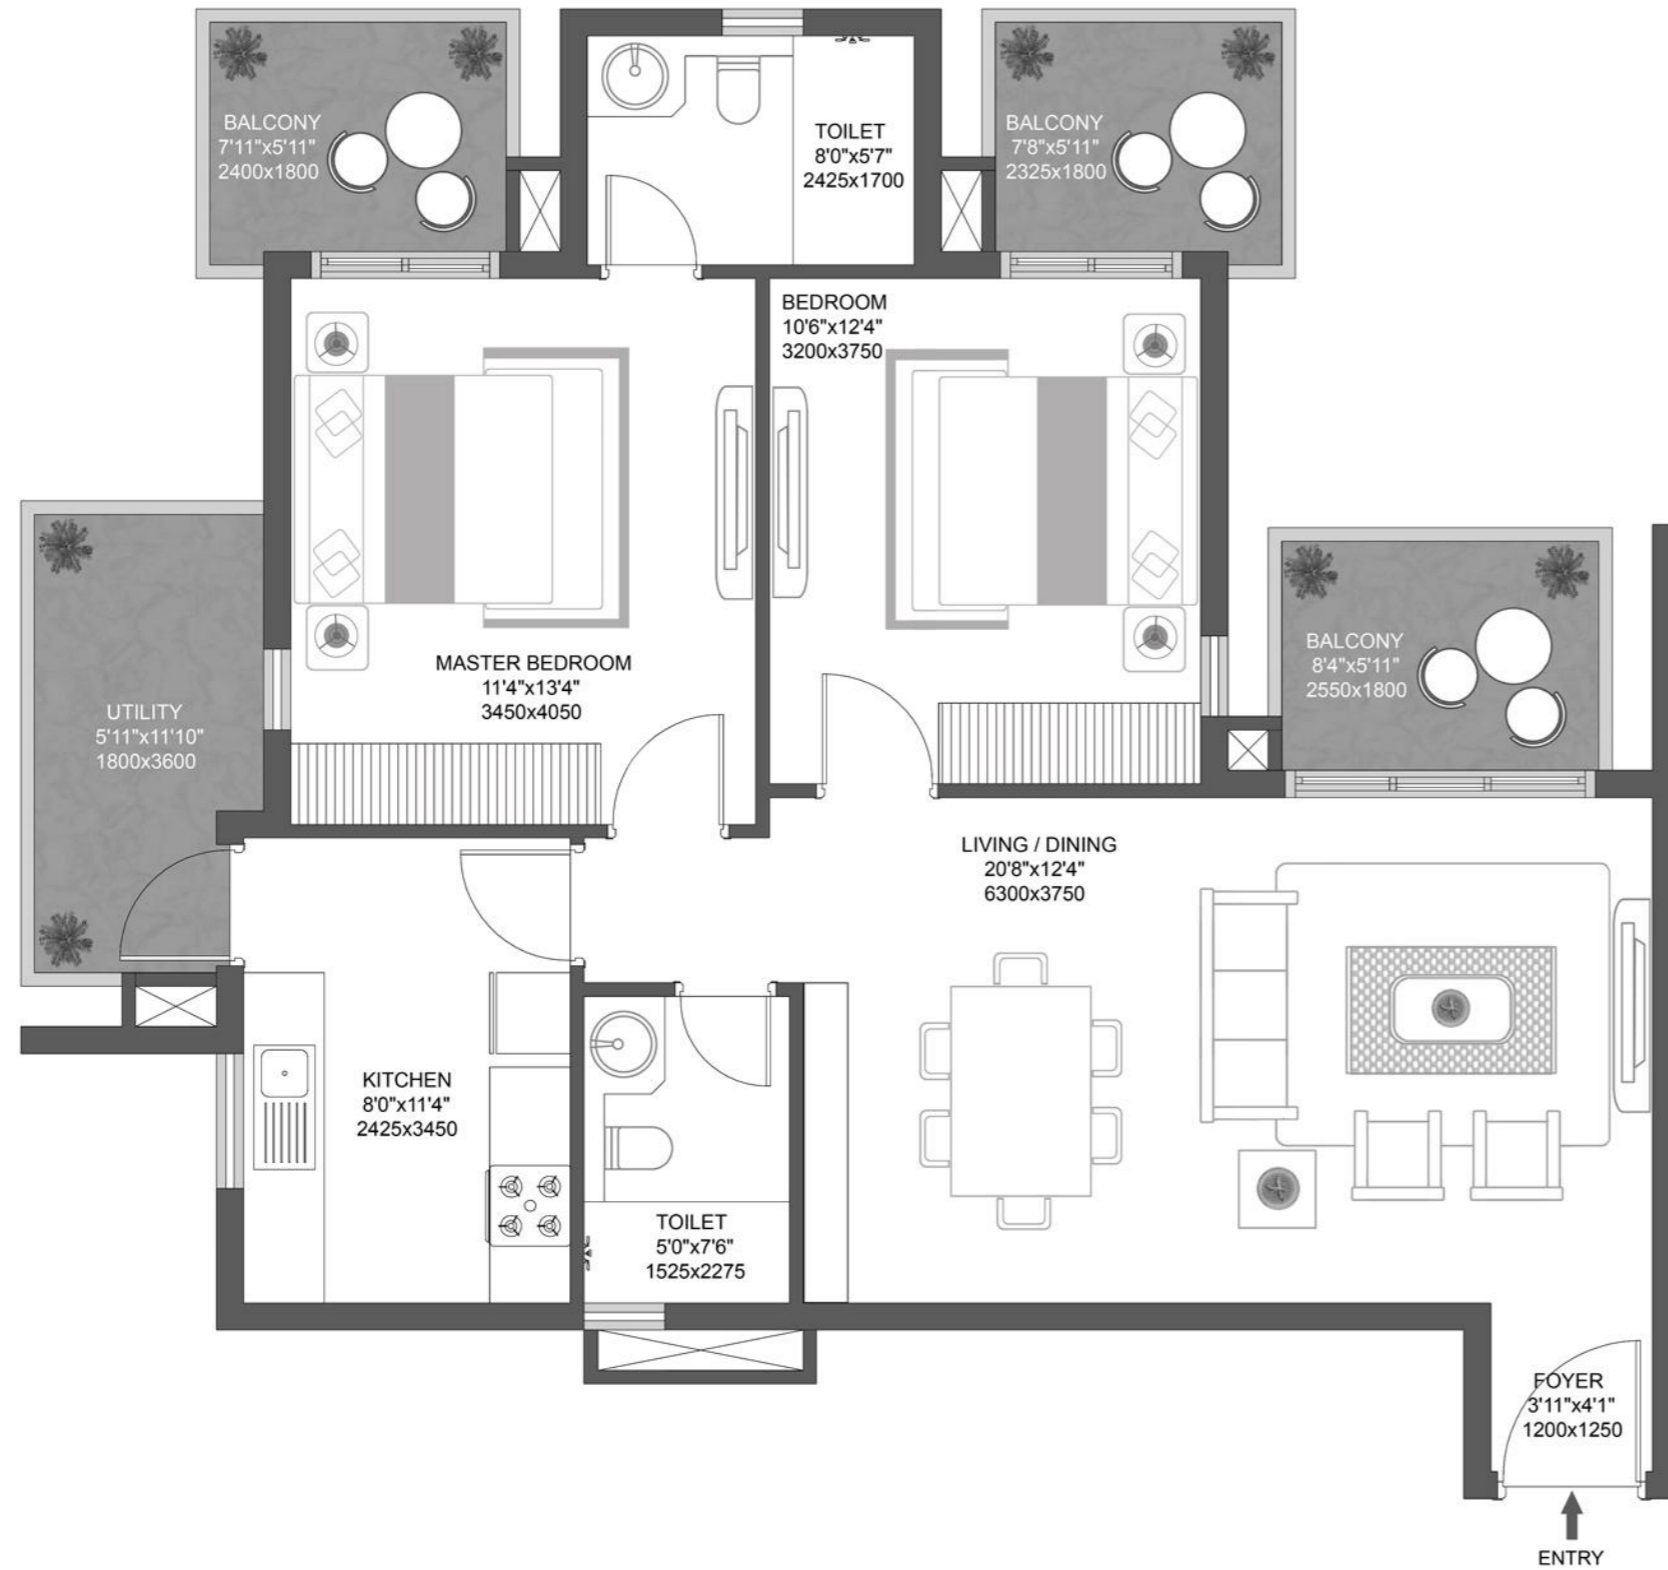 BALCONY
7'11"x5'11"
2400x1800
TOILET
8'0"x5'7"
2425x1700
BALCONY
7'8"x5'11"
2325x1800
BEDROOM
10'6"x12'4"
3200x3750
MASTER BEDROOM
11'4"x13'4"
3450x4050
BALCONY
8'4"x5'11"
2550x1800
UTILITY
5'11"x11'10"
1800x3600
LIVING / DINING
20'8"x12'4"
6300x3750
KITCHEN
8'0"x11'4"
2425x3450
TOILET
5'0"x7'6"
1525x2275
FOYER
3'11"x4'1"
1200x1250
ENTRY